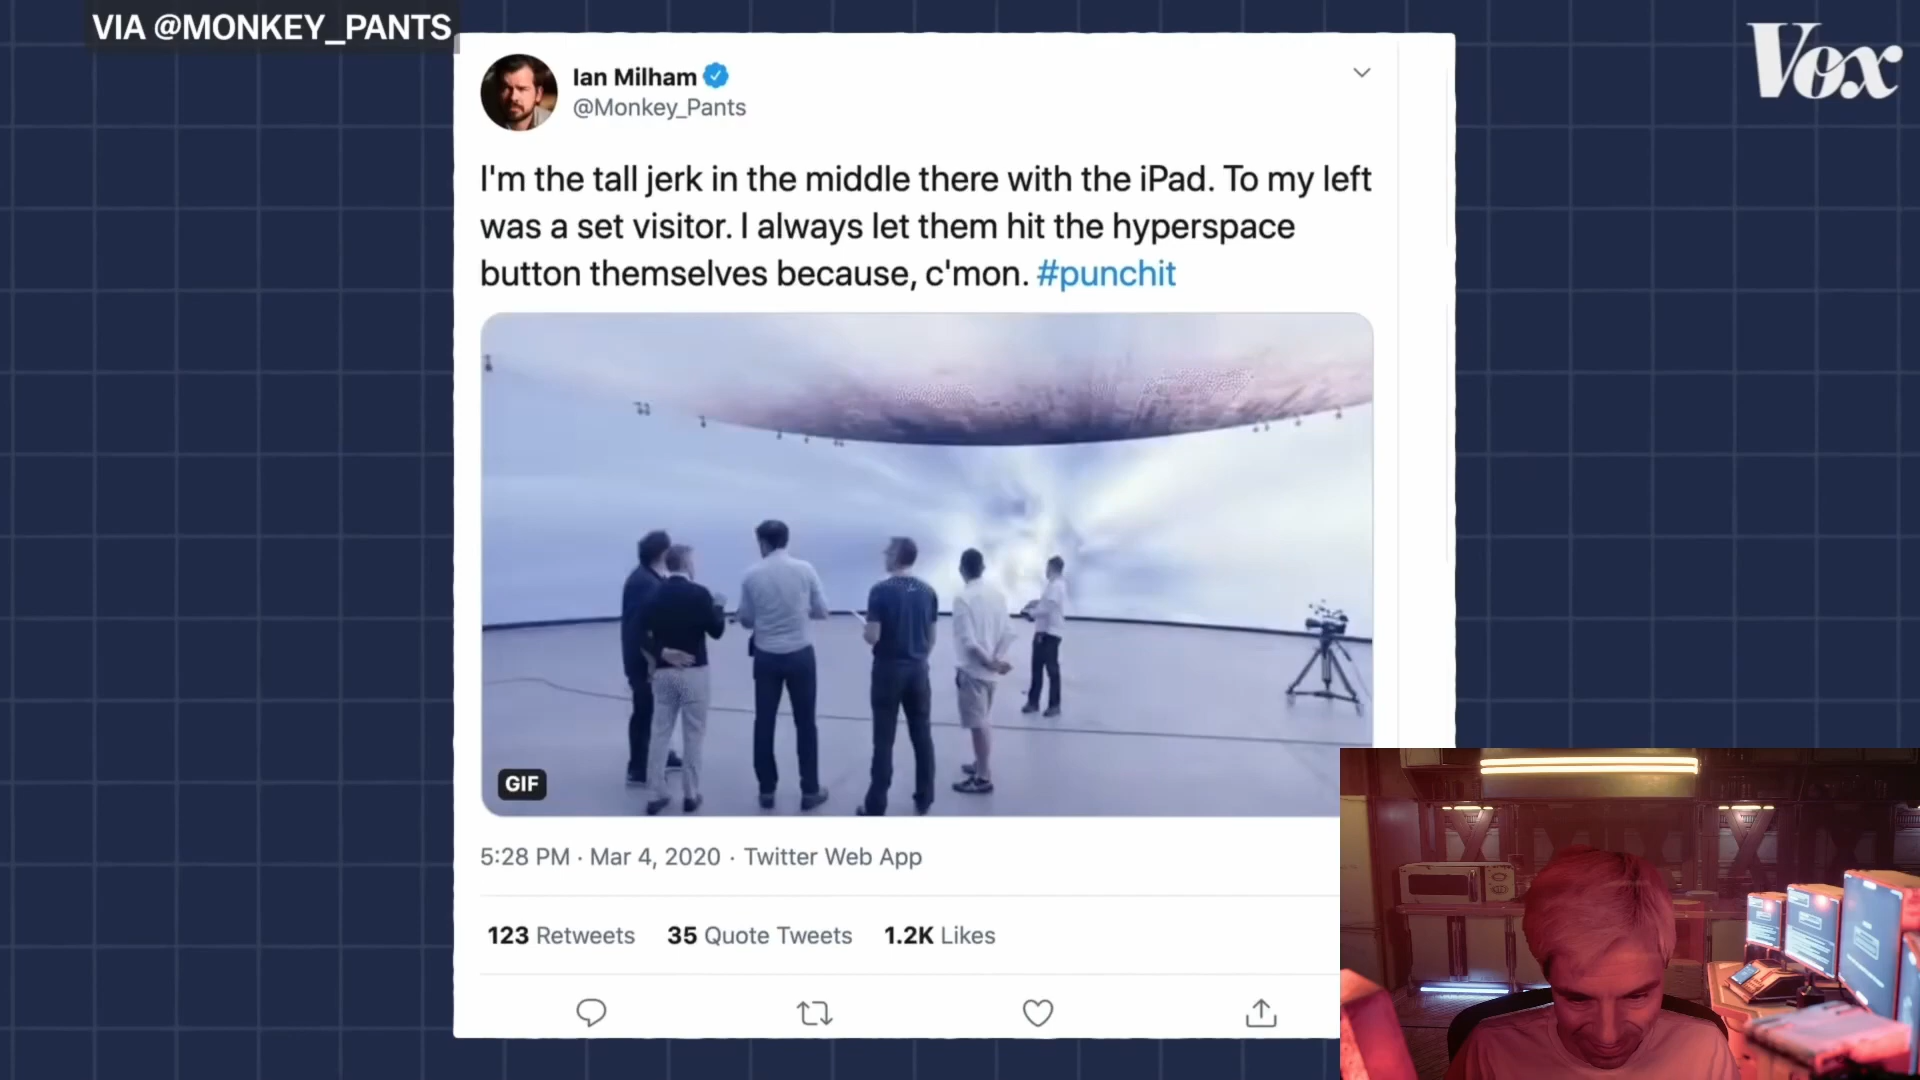 VIA @MONKEY_PANTS
Vox
Ian Milham
@Monkey_Pants
I'm the tall jerk in the middle there with the iPad. To my left
was a set visitor. I always let them hit the hyperspace
button themselves because, c'mon. #punchit
GIF
5:28 PM · Mar 4, 2020 · Twitter Web App
123 Retweets 35 Quote Tweets 1.2K Likes